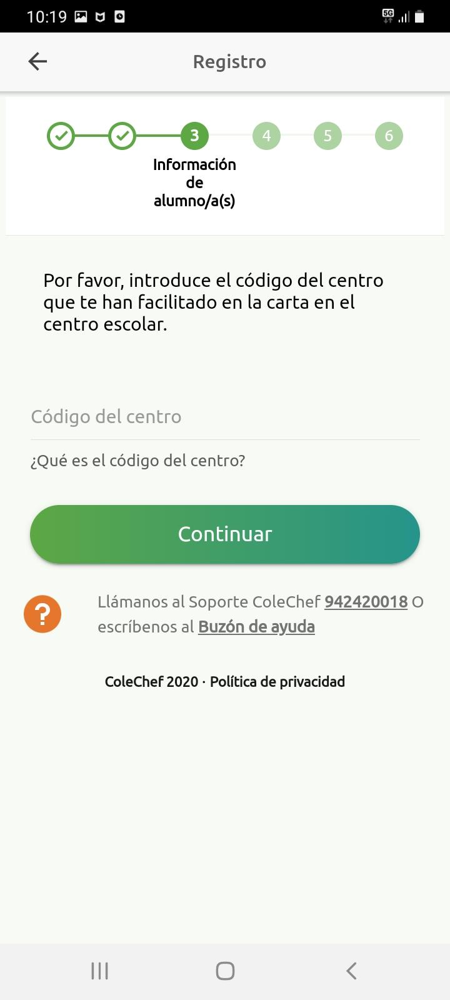 10:19
5G
Registro
3
4
5
6
Información
de
alumno/a(s)
Por favor, introduce el código del centro
que te han facilitado en la carta en el
centro escolar.
Código del centro
¿Qué es el código del centro?
Continuar
?
Llámanos al Soporte ColeChef 942420018 O
escríbenos al Buzón de ayuda
ColeChef 2020 · Política de privacidad